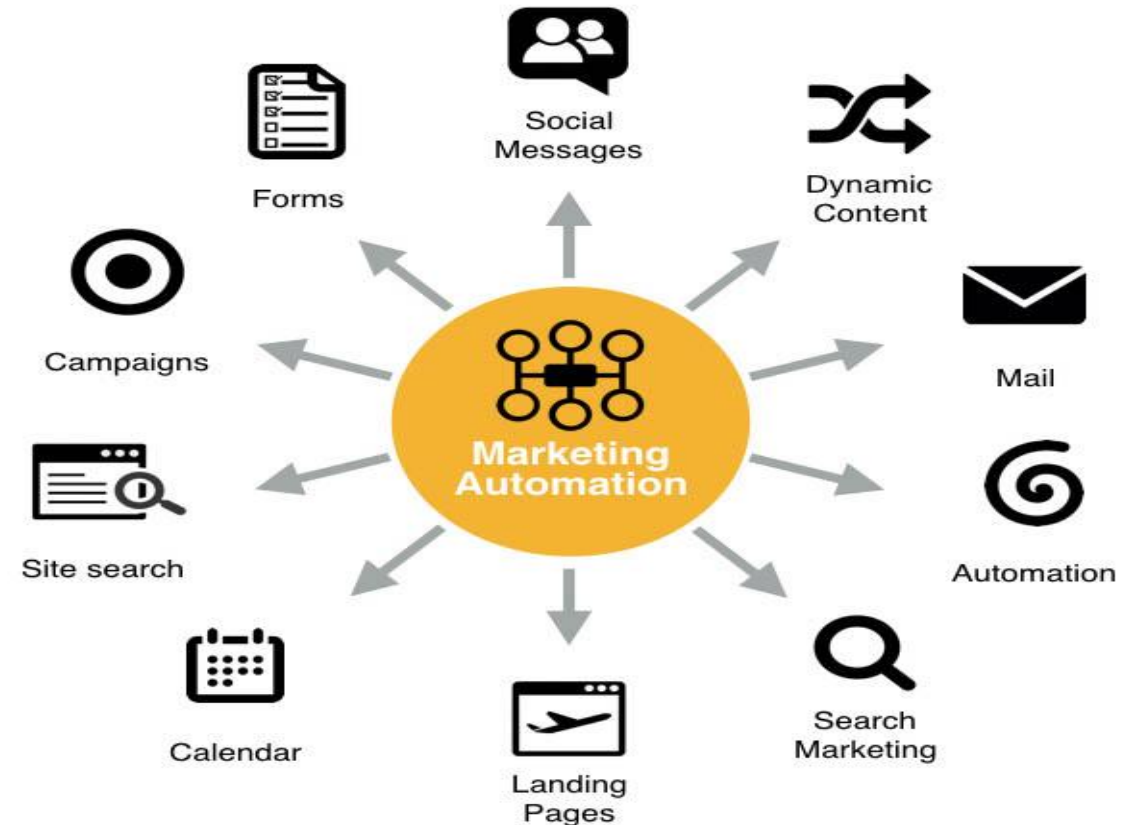 Social
Messages
Dynamic
Content
Forms
Campaigns
Mail
Marketing
Automation
Site search
Automation
Calendar
Search
Marketing
Landing
Pages